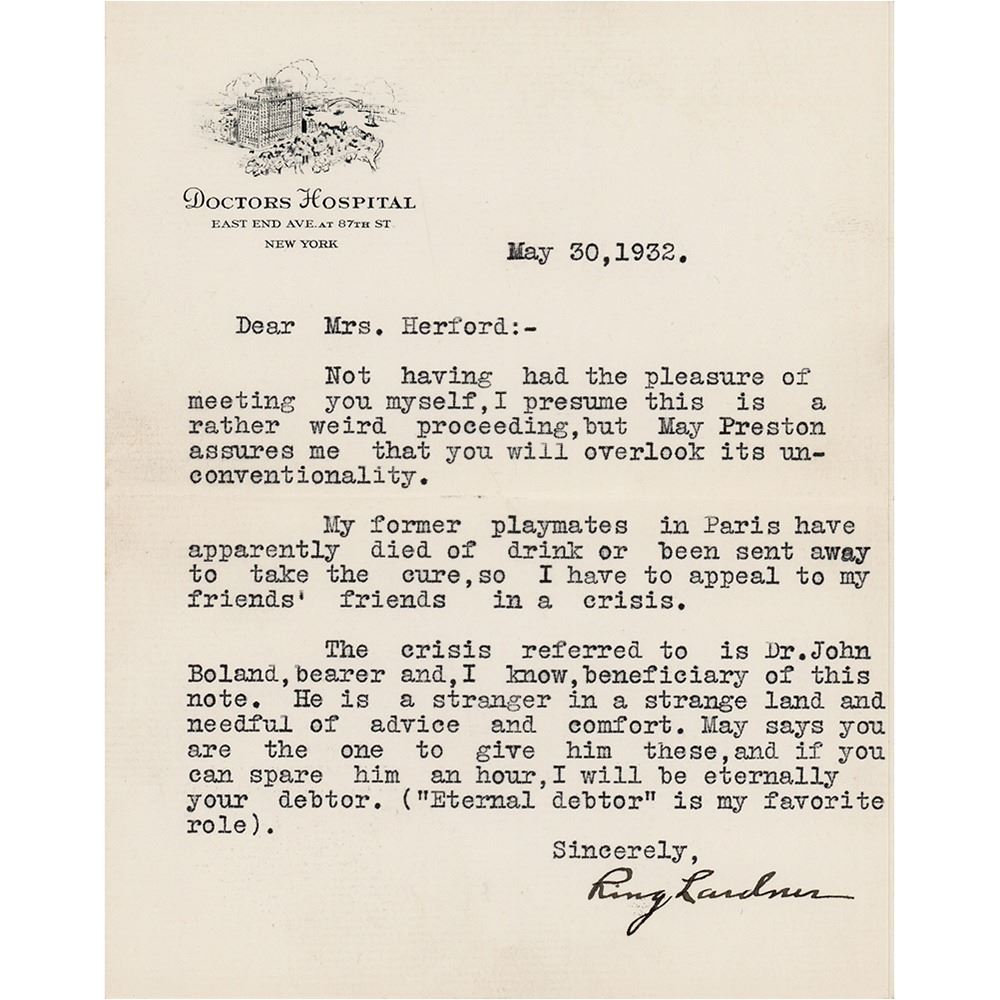 Doctors Hospital
EAST END AVE. AT 87TH ST.
NEW YORK
May 30,1932.
Dear Mrs. Herford:-
Not having had the pleasure of
meeting you myself,I presume this is a
rather weird proceeding,but May Preston
assures me that you will overlook its un-
conventionality.
My former playmates in Paris have
apparently died of drink or been sent away
to take the cure,so I have to appeal to my
friends' friends in a crisis.
The crisis referred to is Dr.John
Boland,bearer and,I know,beneficiary of this
note. He is a stranger in a strange land and
needful of advice and comfort. May says you
are the one to give him these,and if you
can spare him an hour,I will be eternally
your debtor. ("Eternal debtor" is my favorite
role).
Sincerely,
Ring Lardner